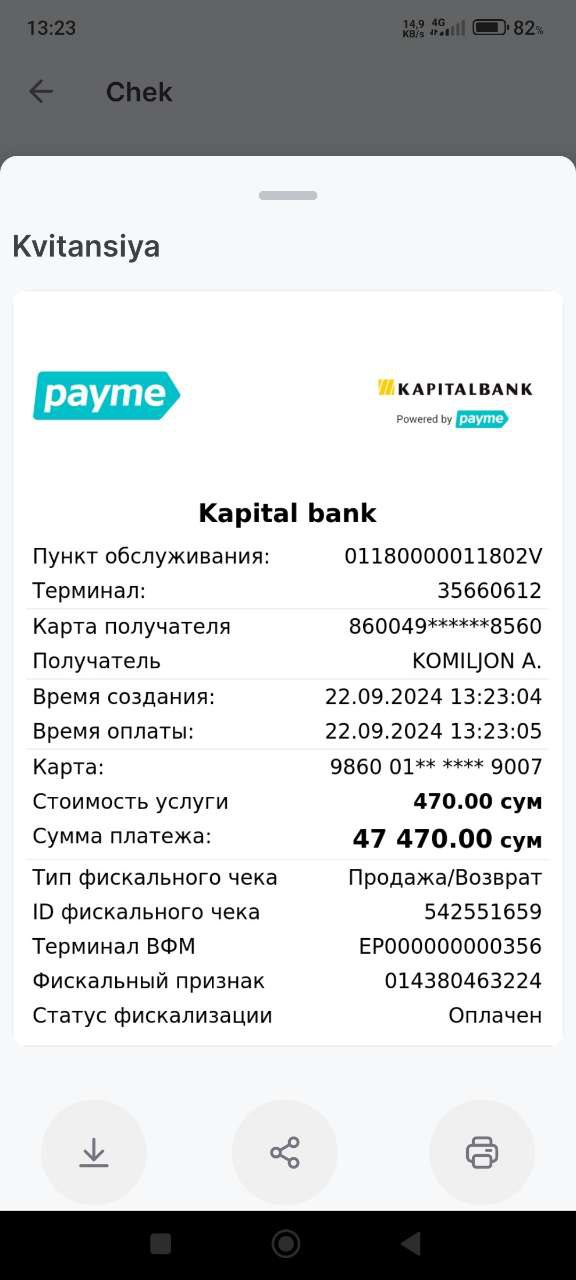 13:23 14,9 KB/s 4G 82%
Chek
Kvitansiya
payme KAPITALBANK
Powered by payme
Kapital bank
Пункт обслуживания: 01180000011802V
Терминал: 35660612
Карта получателя 860049******8560
Получатель KOMILJON A.
Время создания: 22.09.2024 13:23:04
Время оплаты: 22.09.2024 13:23:05
Карта: 9860 01** **** 9007
Стоимость услуги 470.00 сум
Сумма платежа: 47 470.00 сум
Тип фискального чека Продажа/Возврат
ID фискального чека 542551659
Терминал ВФМ EP000000000356
Фискальный признак 014380463224
Статус фискализации Оплачен